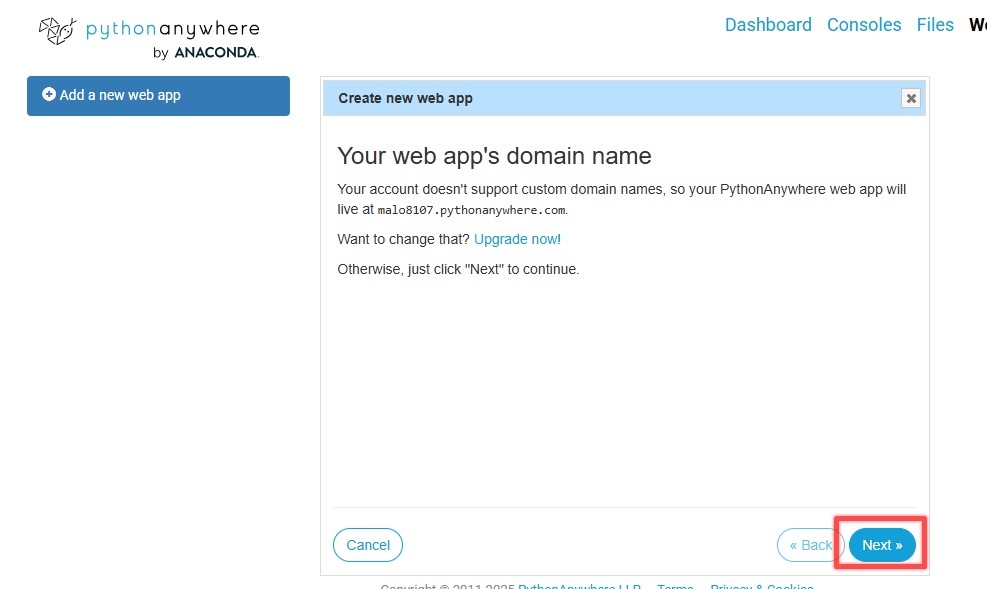 pythonanywhere
by ANACONDA.
Dashboard Consoles Files We
Add a new web app
Create new web app
Your web app's domain name
Your account doesn't support custom domain names, so your PythonAnywhere web app will
live at malo8107.pythonanywhere.com.
Want to change that? Upgrade now!
Otherwise, just click "Next" to continue.
Cancel
« Back
Next »
Copyright © 2011-2025 PythonAnywhere LLP Terms Privacy & Cookies